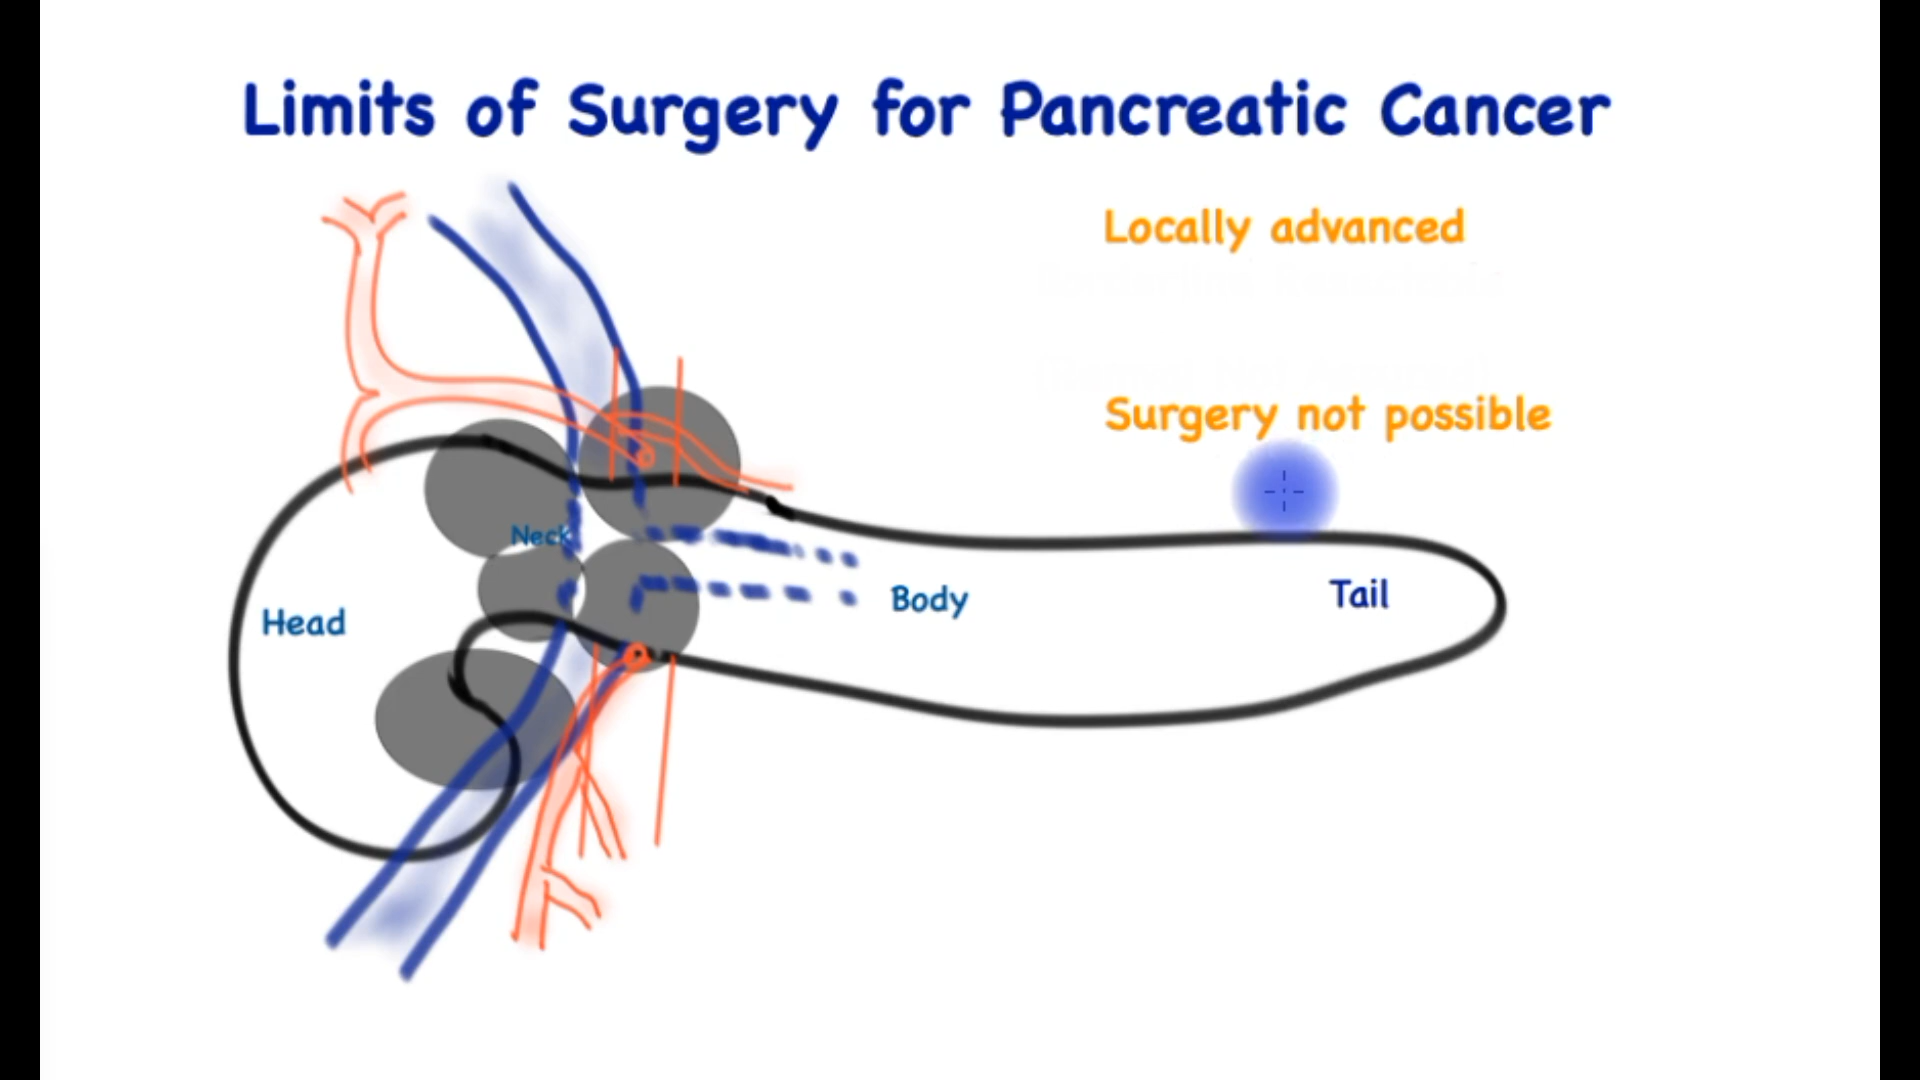 Limits of Surgery for Pancreatic Cancer
Locally advanced
Surgery not possible
Neck
Head
Body
Tail